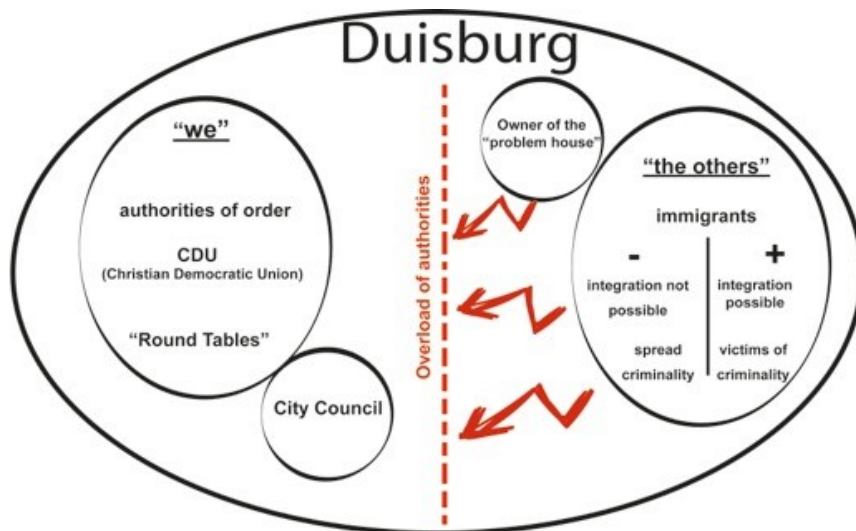 Duisburg
“we”
authorities of order
CDU
(Christian Democratic Union)
“Round Tables”
City Council
Overload of authorities
Owner of the
“problem house”
“the others”
immigrants
-
integration not
possible
spread
criminality
+
integration
possible
victims of
criminality